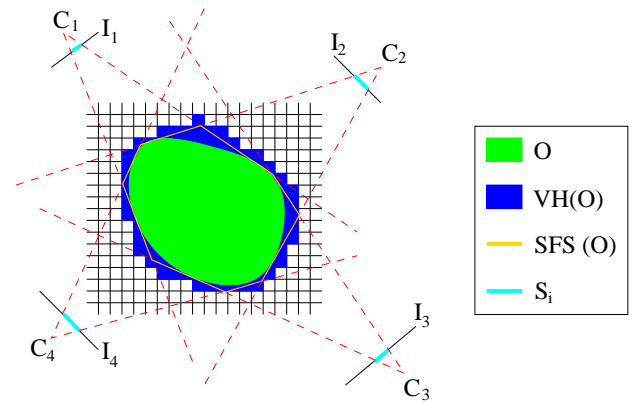 C₁
I₁
I₂
C₂
O
VH(O)
SFS (O)
Sᵢ
I₃
C₄
I₄
C₃